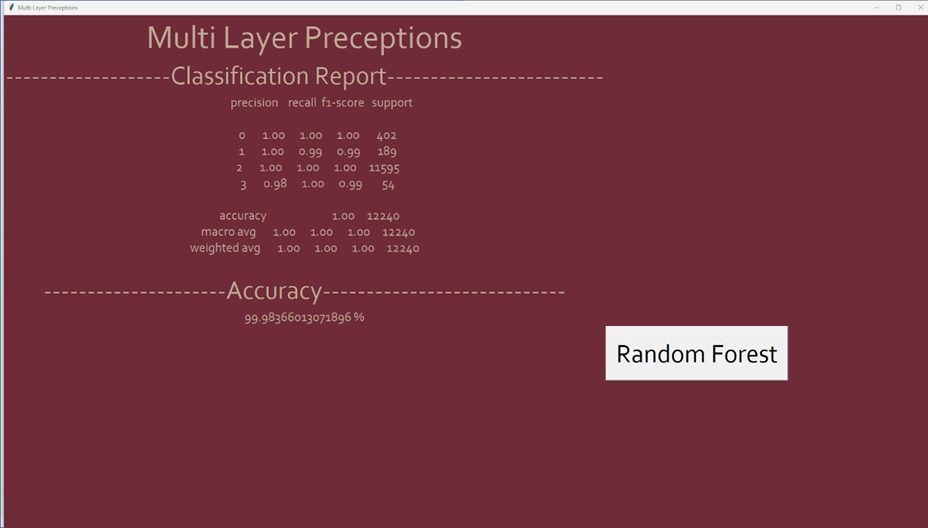 Multi Layer Preceptions
Multi Layer Preceptions
-------------------Classification Report-------------------------
precision recall f1-score support
0 1.00 1.00 1.00 402
1 1.00 0.99 0.99 189
2 1.00 1.00 1.00 11595
3 0.98 1.00 0.99 54
accuracy 1.00 12240
macro avg 1.00 1.00 1.00 12240
weighted avg 1.00 1.00 1.00 12240
---------------------Accuracy----------------------------
99.98366013071896 %
Random Forest